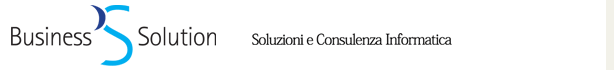 Business S Solution
Soluzioni e Consulenza Informatica